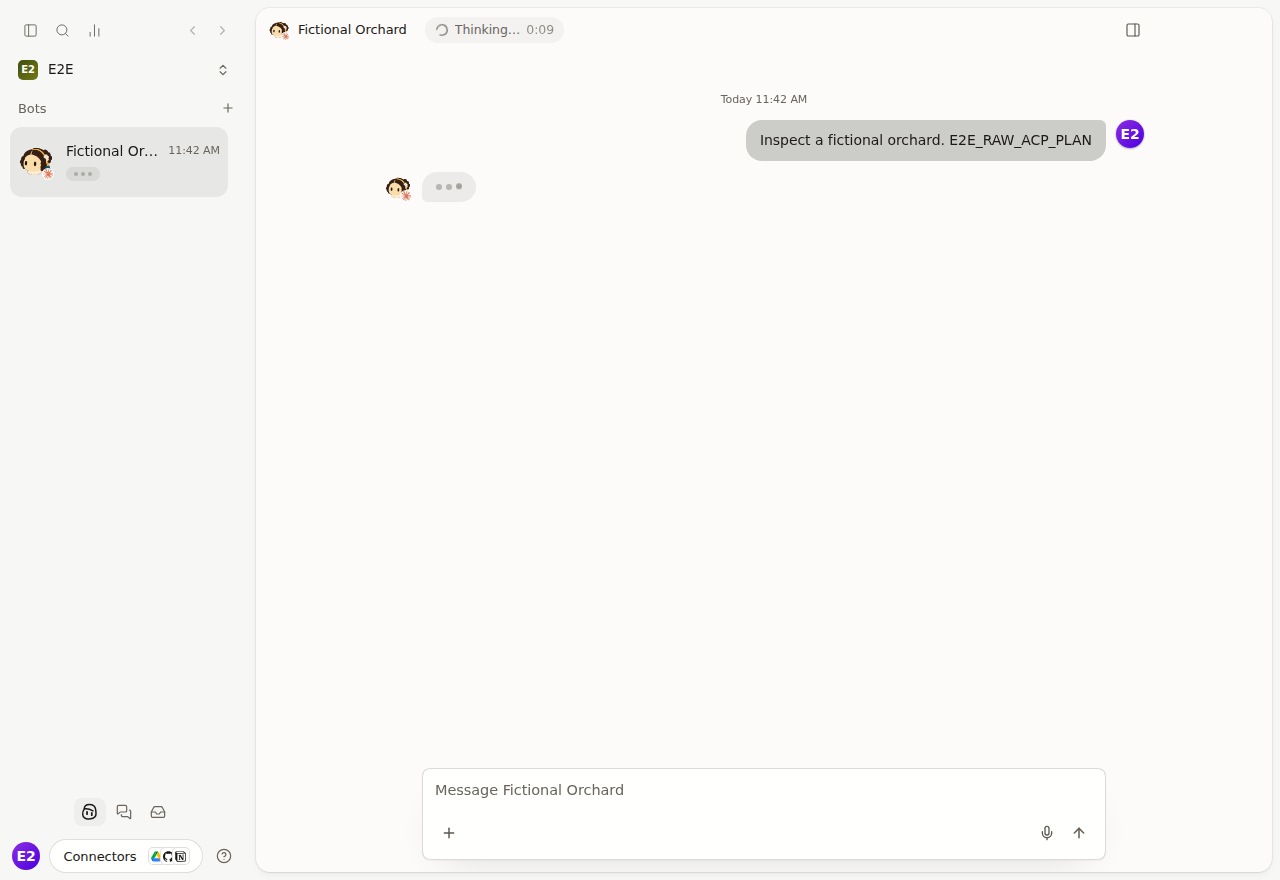 Fictional Orchard
Thinking... 0:09
E2 E2E
Bots
Fictional Or... 11:42 AM
Today 11:42 AM
Inspect a fictional orchard. E2E_RAW_ACP_PLAN
E2
Message Fictional Orchard
E2 Connectors